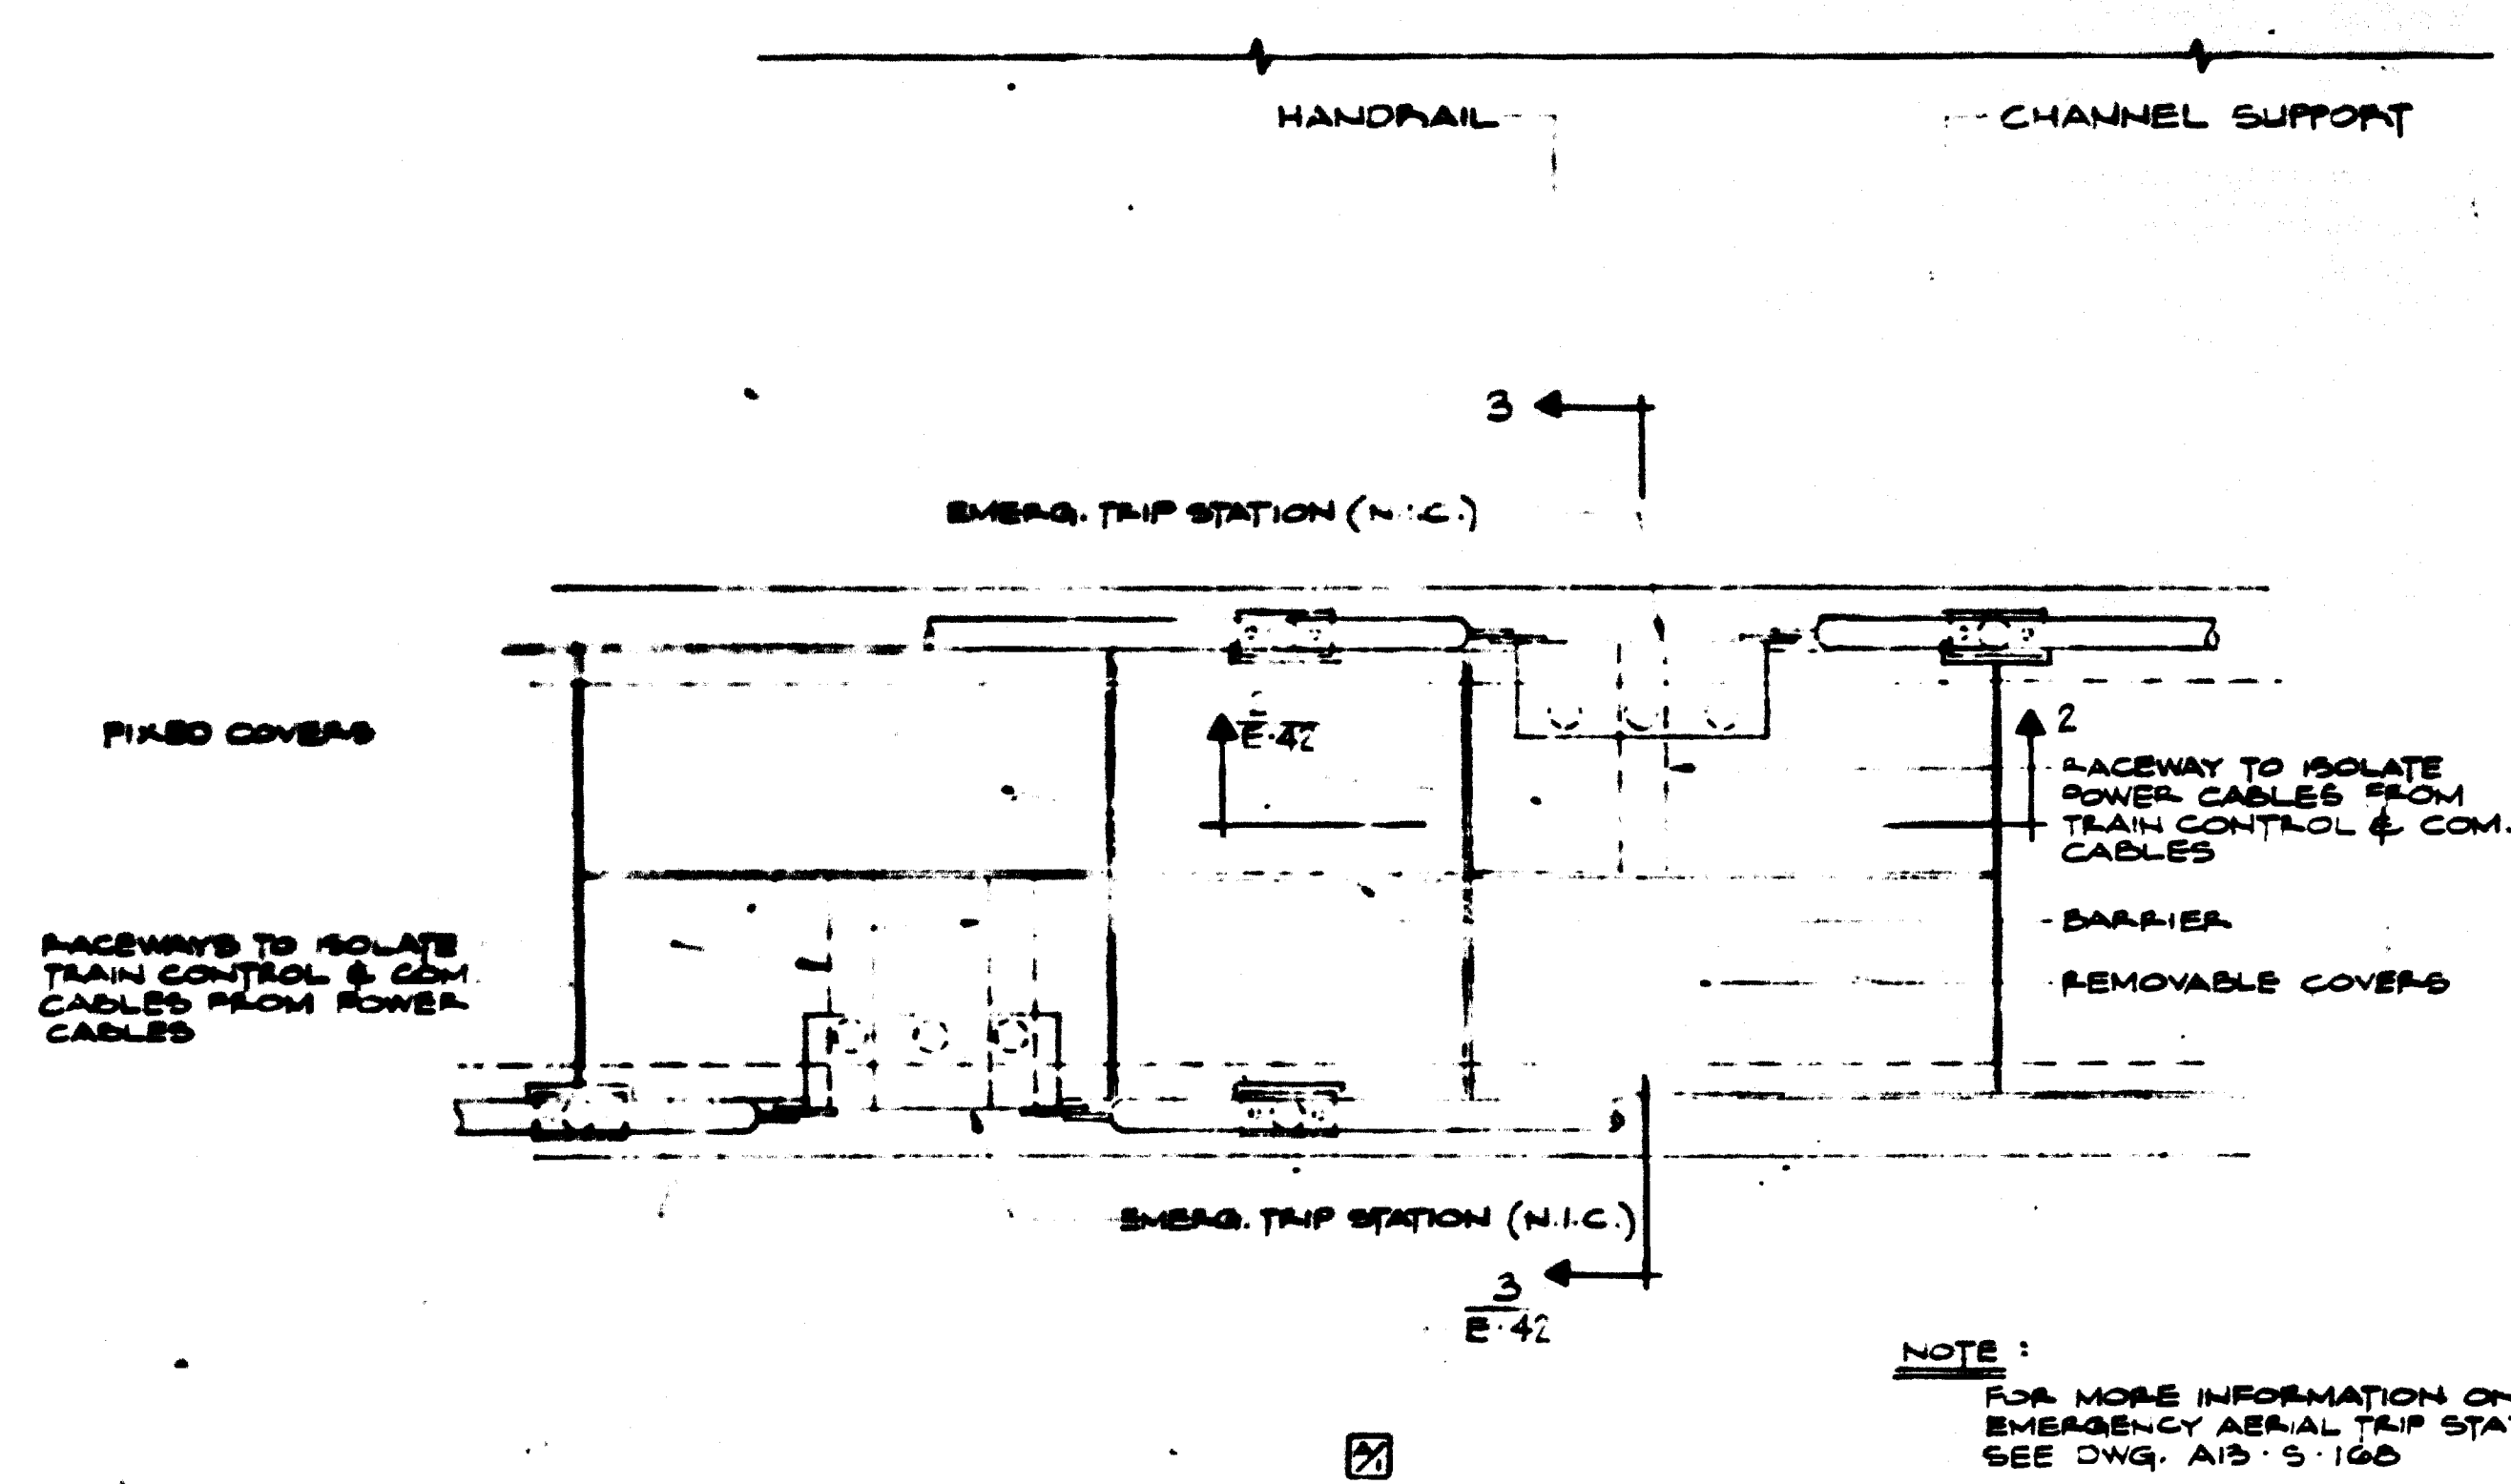 HANDRAIL
CHANNEL SUPPORT
3
EMERG. TRIP STATION (N.I.C.)
FIXED COVERS
E·42
2
RACEWAY TO ISOLATE
POWER CABLES FROM
TRAIN CONTROL & COM.
CABLES
BARRIER
REMOVABLE COVERS
RACEWAYS TO ISOLATE
TRAIN CONTROL & COM
CABLES FROM POWER
CABLES
EMERG. TRIP STATION (N.I.C.)
3
E·42
NOTE :
FOR MORE INFORMATION ON
EMERGENCY AERIAL TRIP STA
SEE DWG. A13·S·168